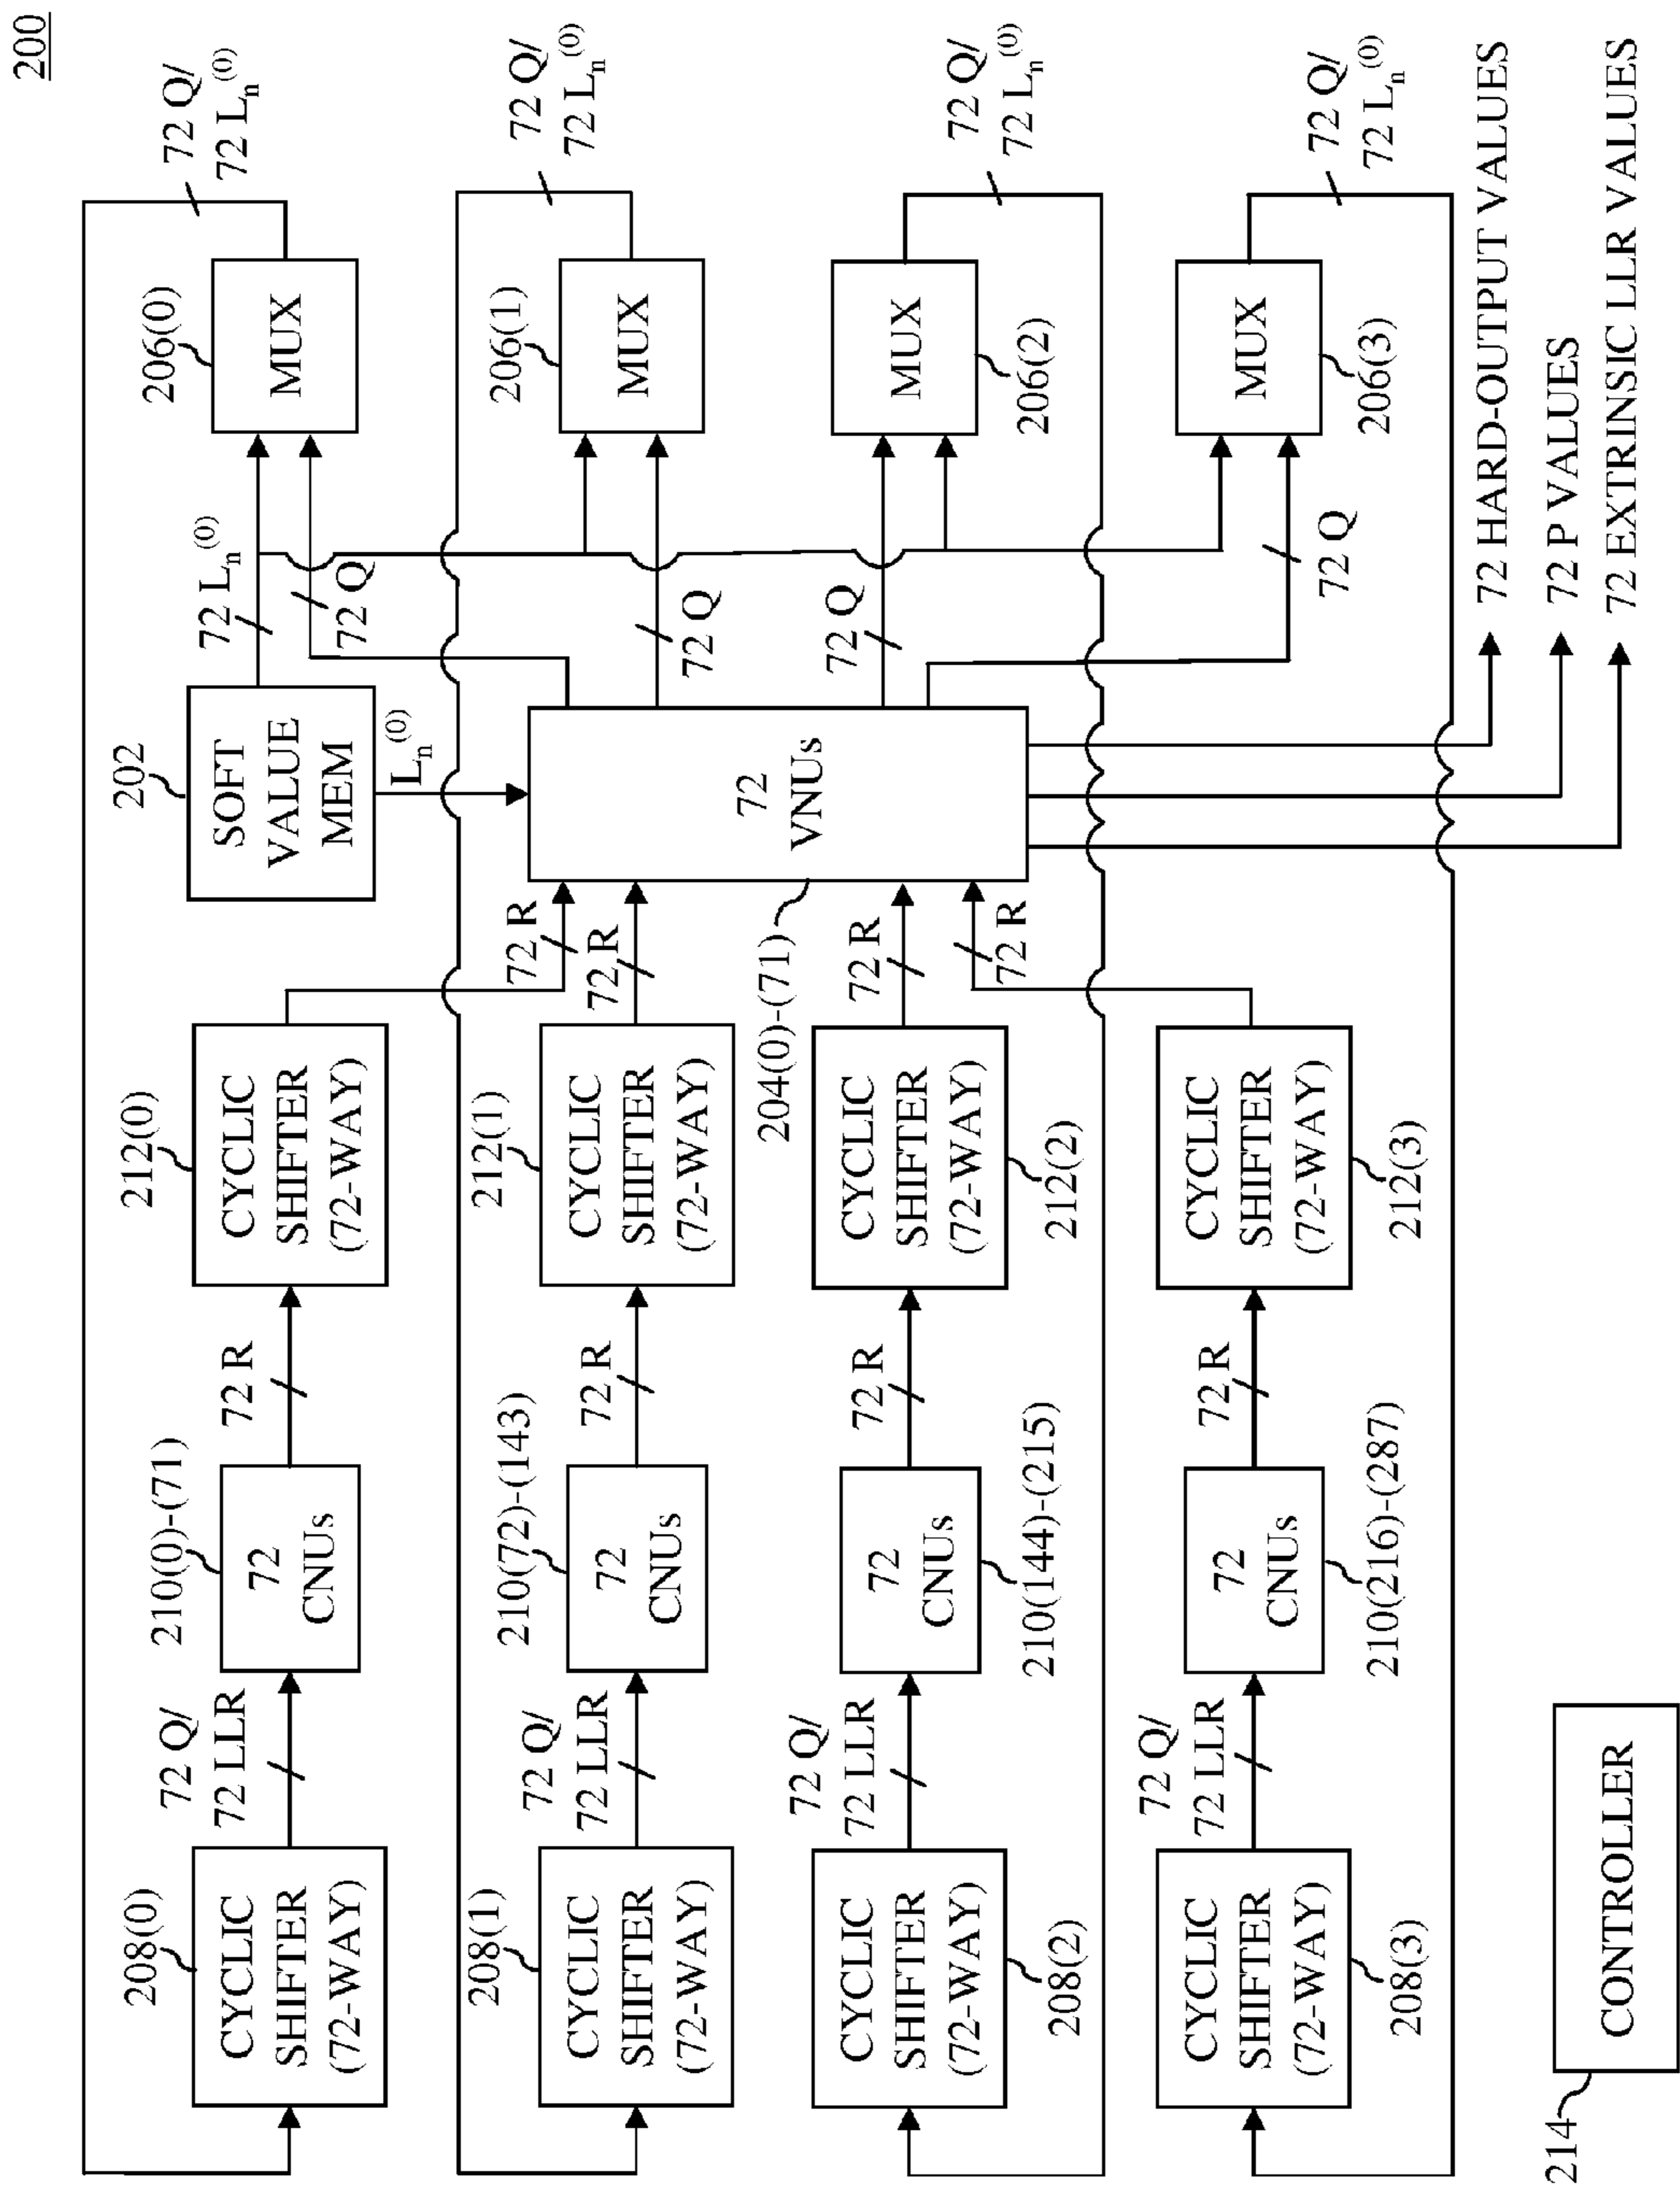 200
72 Q/
72 Lₙ⁽⁰⁾
206(0)
MUX
72 Lₙ⁽⁰⁾
72 Q
202
SOFT
VALUE
MEM
Lₙ⁽⁰⁾
212(0)
CYCLIC
SHIFTER
(72-WAY)
72 R
72 R
210(0)-(71)
72
CNUs
72 Q/
72 LLR
208(0)
CYCLIC
SHIFTER
(72-WAY)
72 Q/
72 Lₙ⁽⁰⁾
206(1)
MUX
72 Q
72
VNUs
204(0)-(71)
72 R
212(1)
CYCLIC
SHIFTER
(72-WAY)
72 R
210(72)-(143)
72
CNUs
72 Q/
72 LLR
208(1)
CYCLIC
SHIFTER
(72-WAY)
72 Q/
72 Lₙ⁽⁰⁾
MUX
206(2)
72 Q
72 R
CYCLIC
SHIFTER
(72-WAY)
212(2)
72 R
72
CNUs
210(144)-(215)
72 Q/
72 LLR
CYCLIC
SHIFTER
(72-WAY)
208(2)
72 Q/
72 Lₙ⁽⁰⁾
MUX
206(3)
72 Q
72 R
CYCLIC
SHIFTER
(72-WAY)
212(3)
72 R
72
CNUs
210(216)-(287)
72 Q/
72 LLR
CYCLIC
SHIFTER
(72-WAY)
208(3)
72 HARD-OUTPUT VALUES
72 P VALUES
72 EXTRINSIC LLR VALUES
CONTROLLER
214